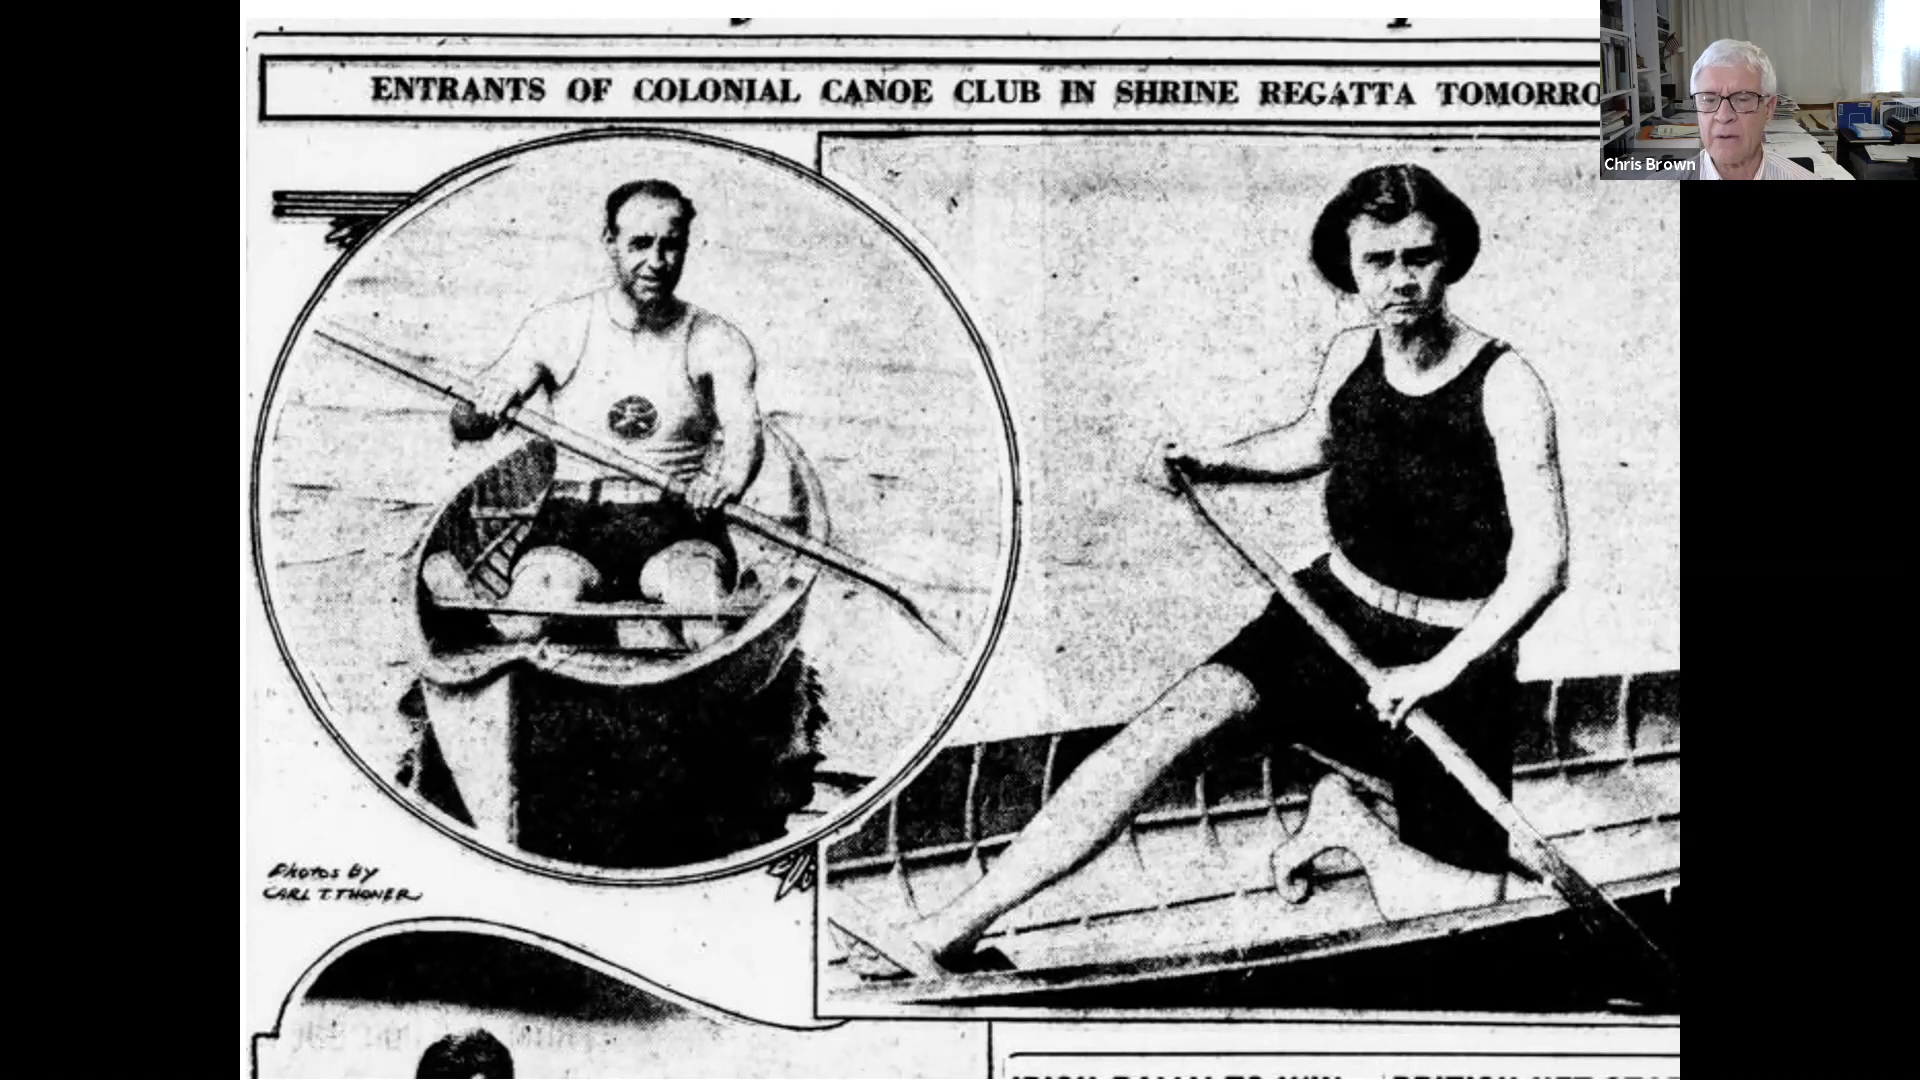 ENTRANTS OF COLONIAL CANOE CLUB IN SHRINE REGATTA TOMORRO
Chris Brown
PHOTOS BY
CARL T. THONER